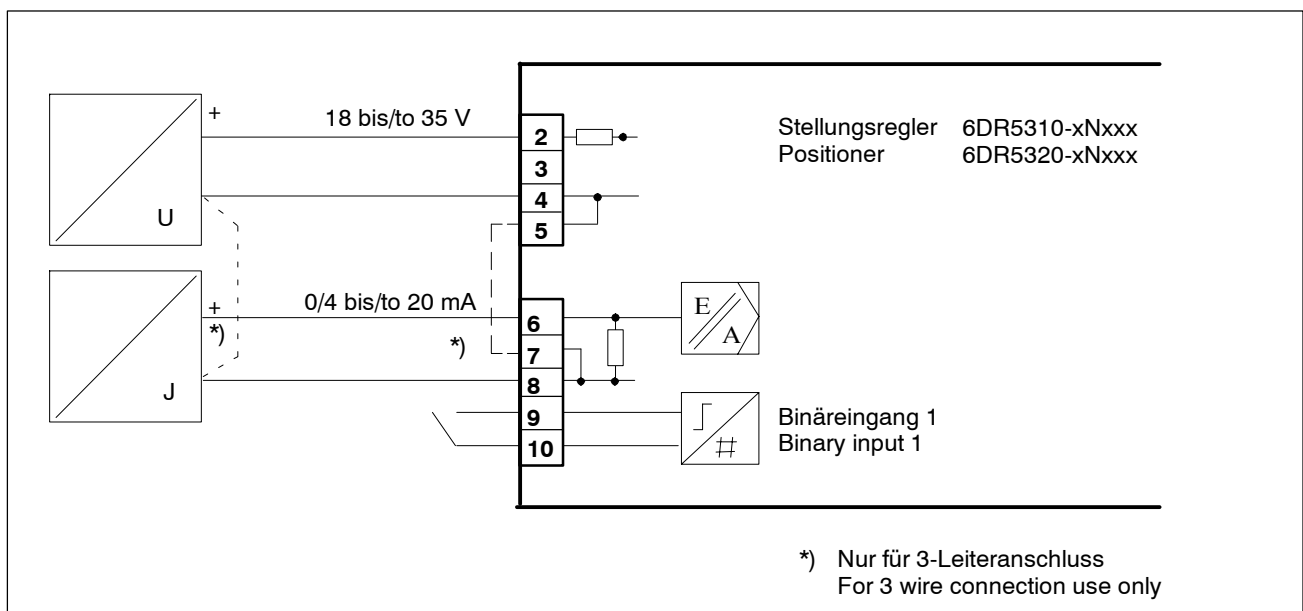 +
18 bis/to 35 V
2
3
4
5
U
Stellungsregler 6DR5310-xNxxx
Positioner 6DR5320-xNxxx
+
*)
0/4 bis/to 20 mA
*)
J
6
7
8
9
10
E
A
#
Binäreingang 1
Binary input 1
*) Nur für 3-Leiteranschluss
For 3 wire connection use only